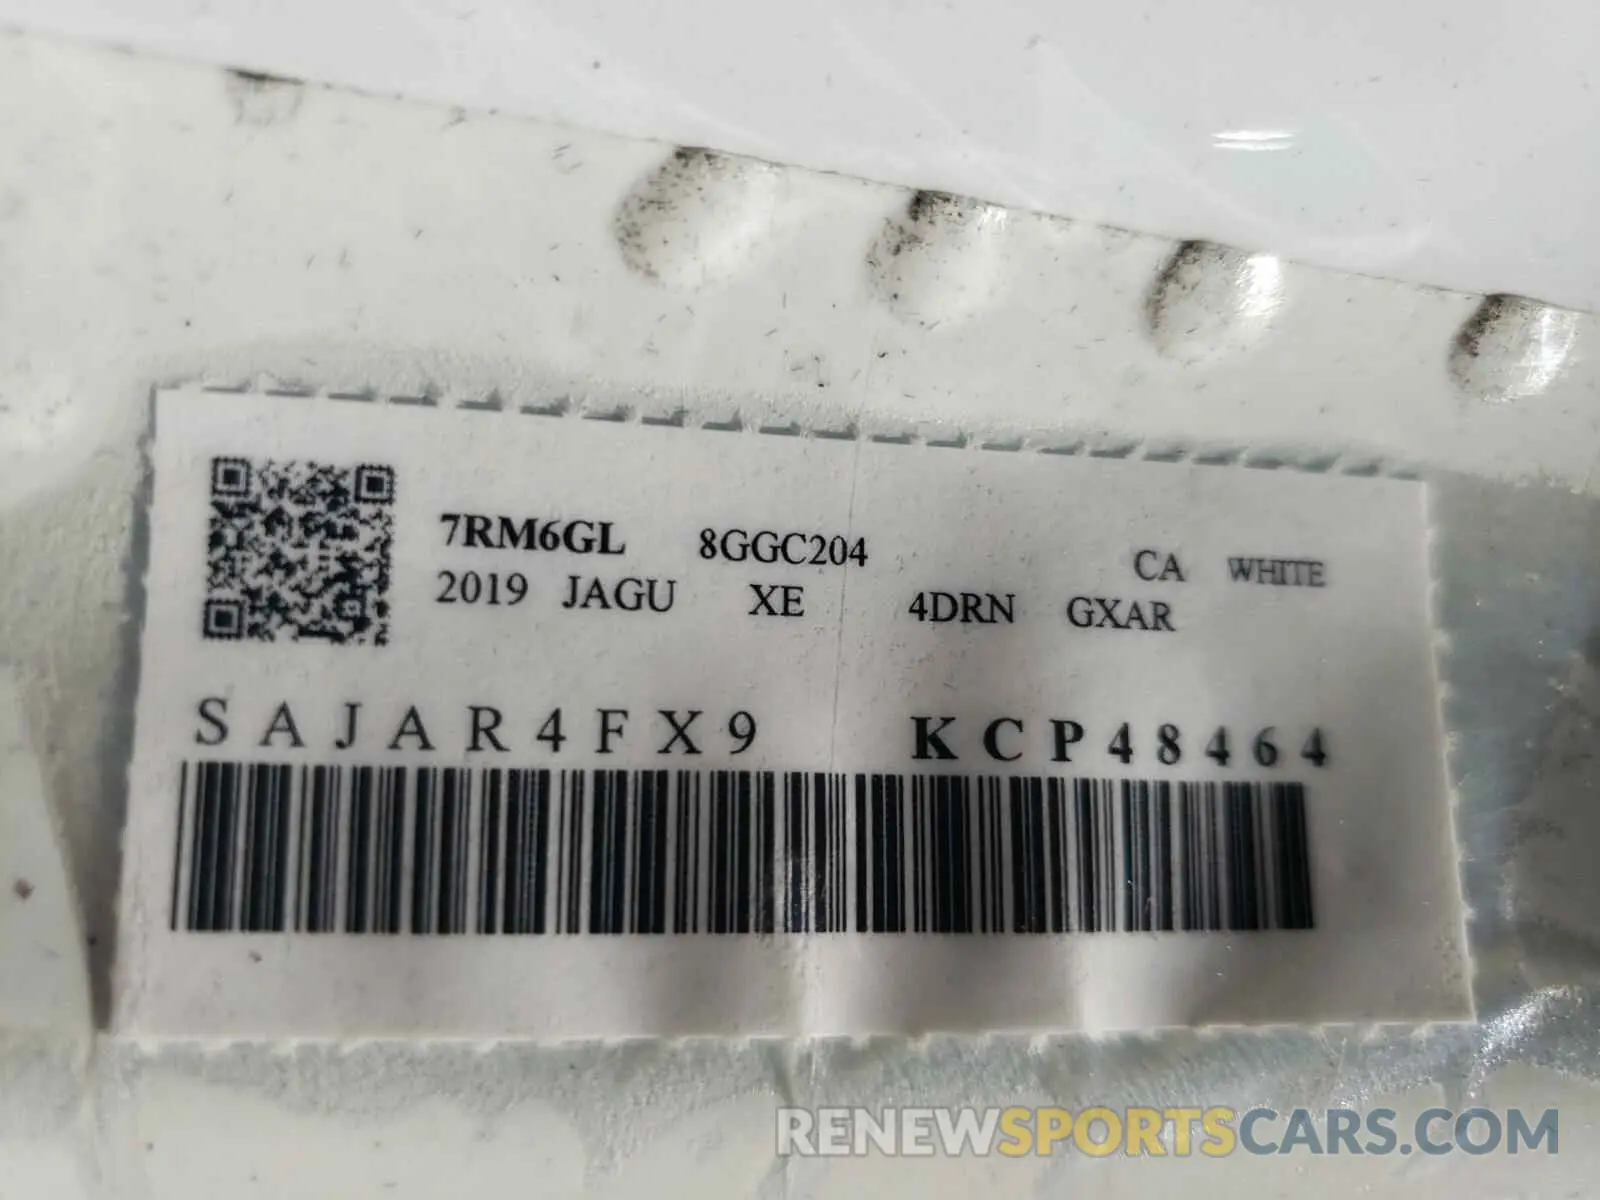 7RM6GL 8GGC204 CA WHITE
2019 JAGU XE 4DRN GXAR
SAJAR4FX9 KCP48464
RENEWSPORTSCARS.COM